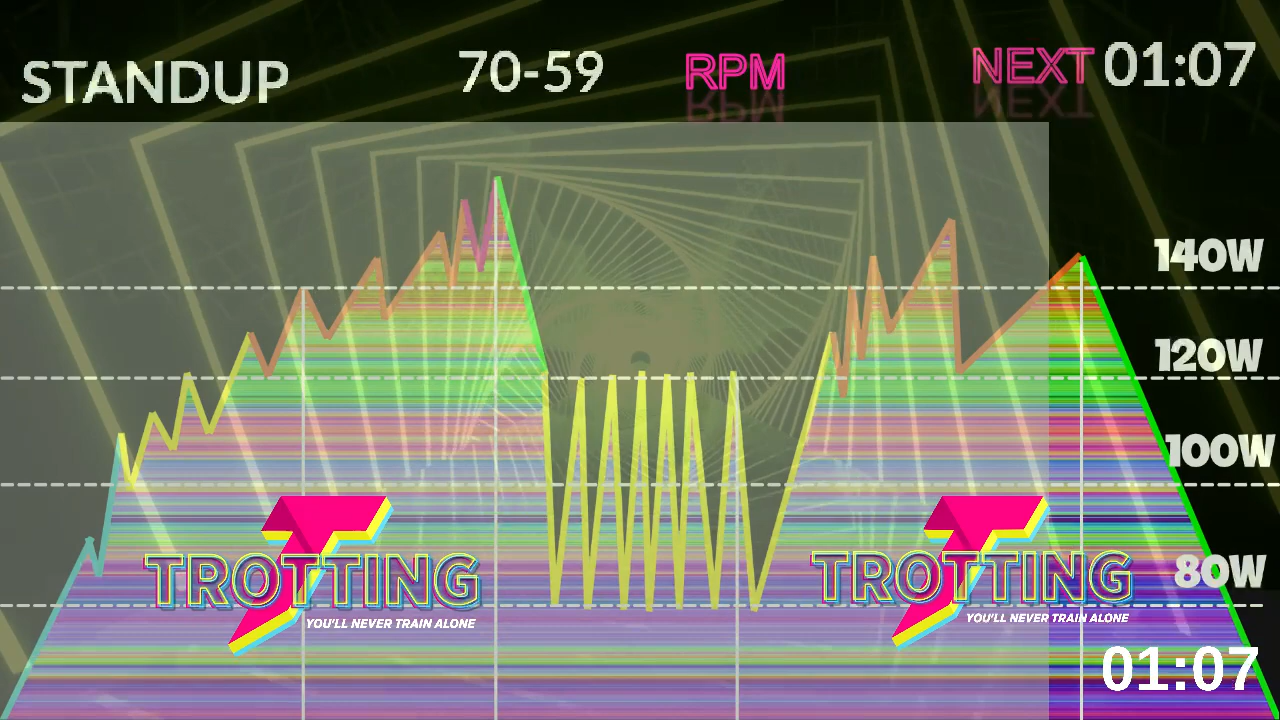 STANDUP
70-59
RPM
NEXT 01:07
140W
120W
100W
80W
TROTTING
YOU'LL NEVER TRAIN ALONE
TROTTING
YOU'LL NEVER TRAIN ALONE
01:07